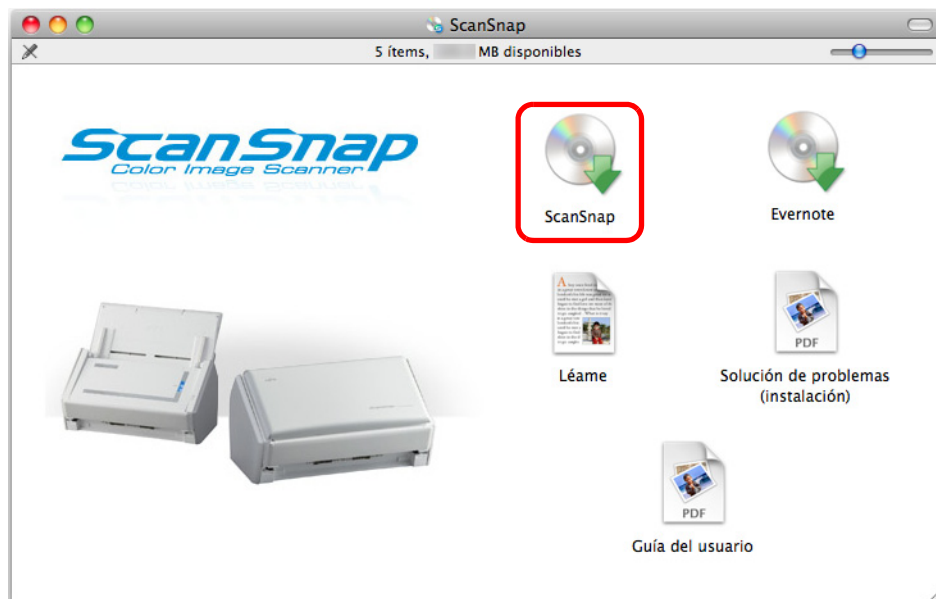 ScanSnap
5 ítems, MB disponibles
ScanSnap
Color Image Scanner
ScanSnap
Evernote
Léame
PDF
Solución de problemas
(instalación)
PDF
Guía del usuario